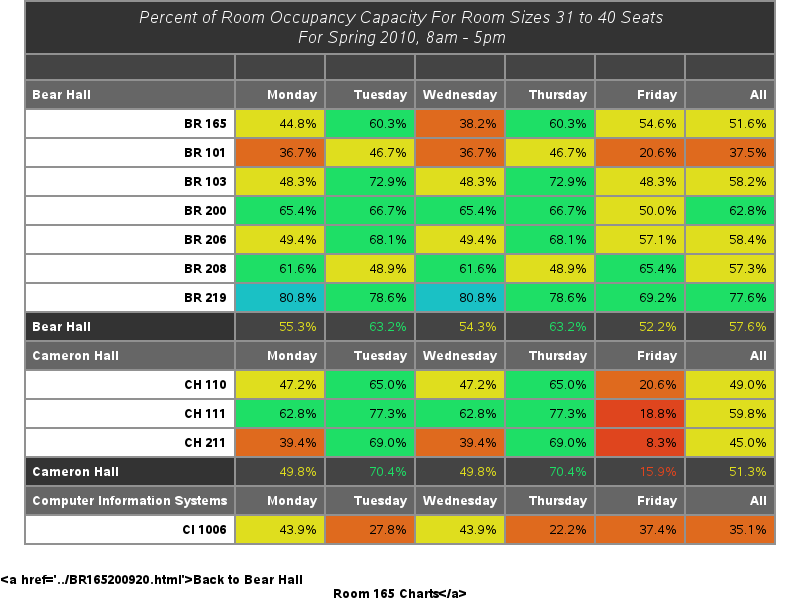 Percent of Room Occupancy Capacity For Room Sizes 31 to 40 Seats
For Spring 2010, 8am - 5pm
Bear Hall Monday Tuesday Wednesday Thursday Friday All
BR 165 44.8% 60.3% 38.2% 60.3% 54.6% 51.6%
BR 101 36.7% 46.7% 36.7% 46.7% 20.6% 37.5%
BR 103 48.3% 72.9% 48.3% 72.9% 48.3% 58.2%
BR 200 65.4% 66.7% 65.4% 66.7% 50.0% 62.8%
BR 206 49.4% 68.1% 49.4% 68.1% 57.1% 58.4%
BR 208 61.6% 48.9% 61.6% 48.9% 65.4% 57.3%
BR 219 80.8% 78.6% 80.8% 78.6% 69.2% 77.6%
Bear Hall 55.3% 63.2% 54.3% 63.2% 52.2% 57.6%
Cameron Hall Monday Tuesday Wednesday Thursday Friday All
CH 110 47.2% 65.0% 47.2% 65.0% 20.6% 49.0%
CH 111 62.8% 77.3% 62.8% 77.3% 18.8% 59.8%
CH 211 39.4% 69.0% 39.4% 69.0% 8.3% 45.0%
Cameron Hall 49.8% 70.4% 49.8% 70.4% 15.9% 51.3%
Computer Information Systems Monday Tuesday Wednesday Thursday Friday All
CI 1006 43.9% 27.8% 43.9% 22.2% 37.4% 35.1%
<a href='../BR165200920.html'>Back to Bear Hall
Room 165 Charts</a>